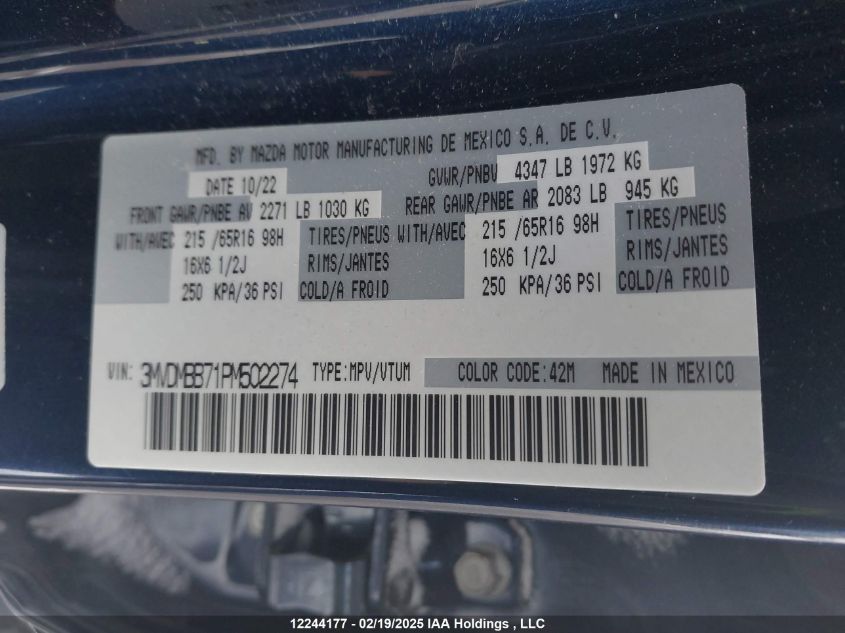 MFD. BY MAZDA MOTOR MANUFACTURING DE MEXICO S.A. DE C.V.
DATE 10/22 GVWR/PNBV 4347 LB 1972 KG
FRONT GAWR/PNBE AV 2271 LB 1030 KG REAR GAWR/PNBE AR 2083 LB 945 KG
WITH/AVEC 215 /65R16 98H TIRES/PNEUS WITH/AVEC 215 /65R16 98H TIRES/PNEUS
16X6 1/2J RIMS/JANTES 16X6 1/2J RIMS/JANTES
250 KPA/36 PSI COLD/A FROID 250 KPA/36 PSI COLD/A FROID
VIN: 3MVDMBB71PM502274 TYPE:MPV/VTUM COLOR CODE:42M MADE IN MEXICO
12244177 - 02/19/2025 IAA Holdings, LLC